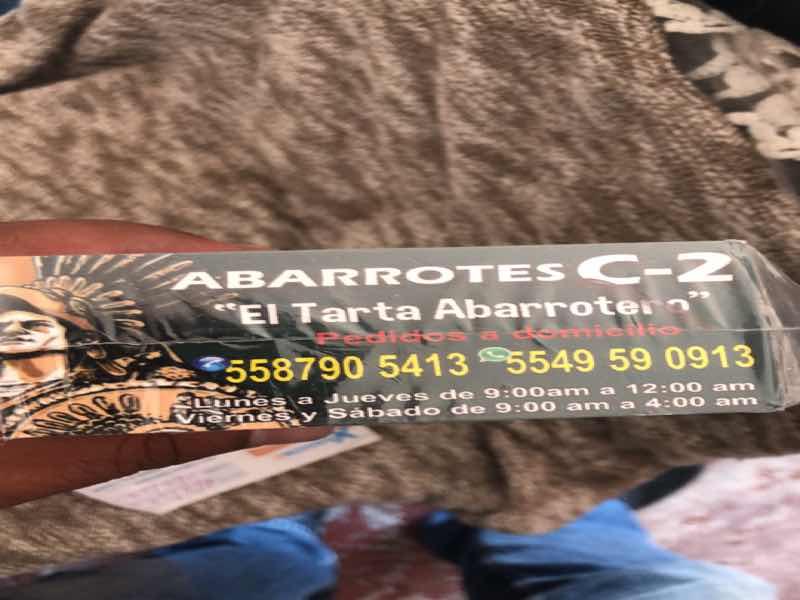 ABARROTES C-2
"El Tarta Abarrotero"
Pedidos a domicilio
558790 5413 5549 59 0913
Lunes a Jueves de 9:00am a 12:00 am
Viernes y Sábado de 9:00 am a 4:00 am